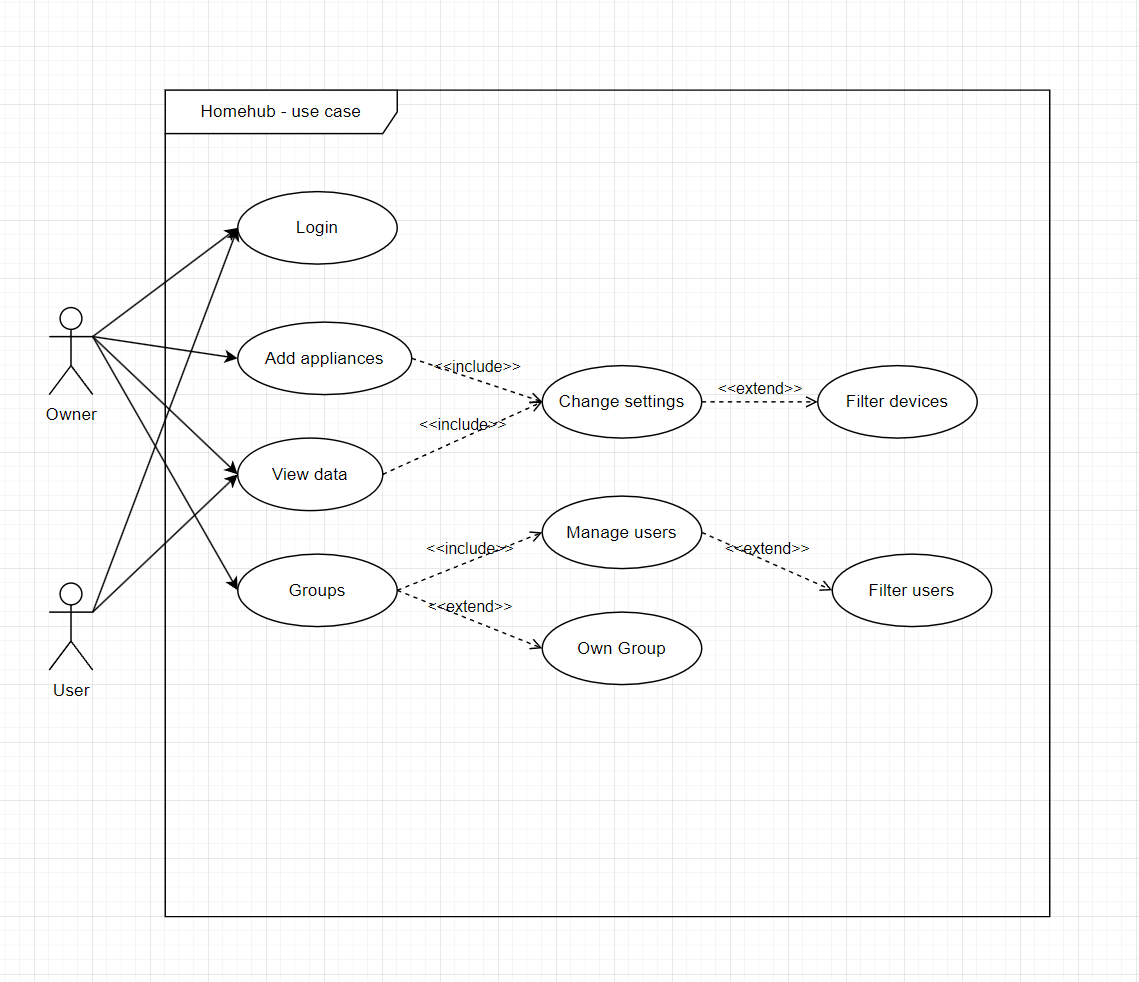 Homehub - use case
Login
Owner
Add appliances
<<include>>
Change settings
<<extend>>
Filter devices
<<include>>
View data
Manage users
<<include>>
<<extend>>
Groups
Filter users
<<extend>>
Own Group
User